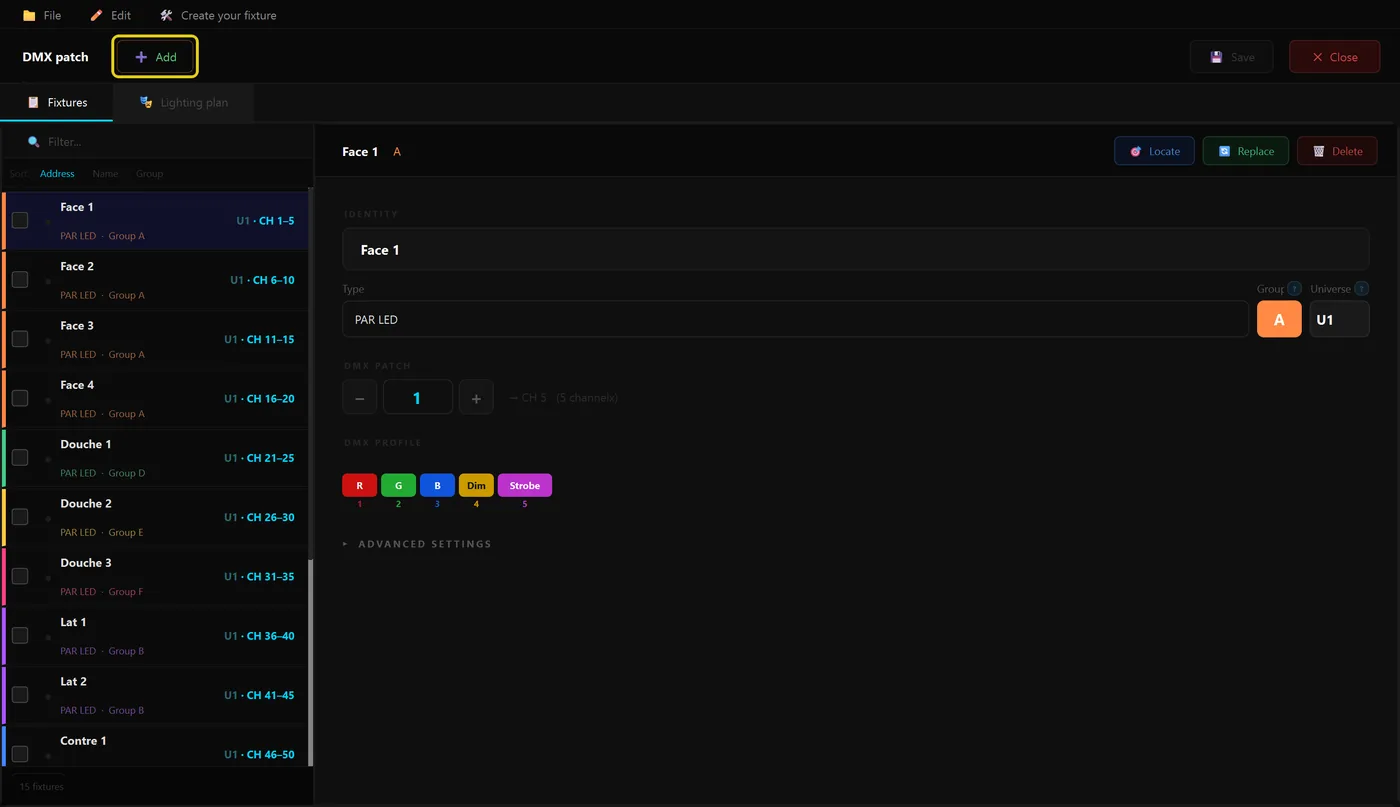 File Edit Create your fixture
DMX patch + Add Save × Close
Fixtures Lighting plan
Filter...
Sort: Address Name Group
Face 1
U1 · CH 1–5
PAR LED · Group A
Face 2
U1 · CH 6–10
PAR LED · Group A
Face 3
U1 · CH 11–15
PAR LED · Group A
Face 4
U1 · CH 16–20
PAR LED · Group A
Douche 1
U1 · CH 21–25
PAR LED · Group D
Douche 2
U1 · CH 26–30
PAR LED · Group E
Douche 3
U1 · CH 31–35
PAR LED · Group F
Lat 1
U1 · CH 36–40
PAR LED · Group B
Lat 2
U1 · CH 41–45
PAR LED · Group B
Contre 1
U1 · CH 46–50
15 fixtures
Face 1 A Locate Replace Delete
IDENTITY
Face 1
Type Group ? Universe ?
PAR LED A U1
DMX PATCH
− 1 + → CH 5 (5 channelx)
DMX PROFILE
R G B Dim Strobe
1 2 3 4 5
▸ ADVANCED SETTINGS